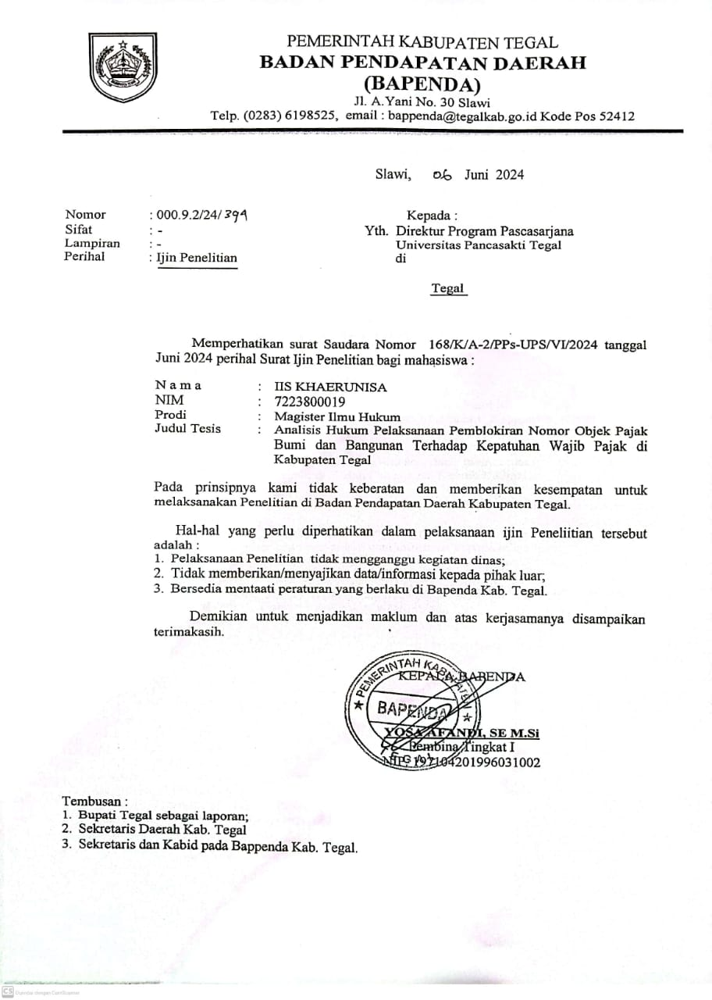 PEMERINTAH KABUPATEN TEGAL
BADAN PENDAPATAN DAERAH
(BAPENDA)
Jl. A.Yani No. 30 Slawi
Telp. (0283) 6198525, email : bappenda@tegalkab.go.id Kode Pos 52412
Slawi, 06 Juni 2024
Nomor : 000.9.2/24/394
Sifat : -
Lampiran : -
Perihal : Ijin Penelitian
Kepada :
Yth. Direktur Program Pascasarjana
Universitas Pancasakti Tegal
di
Tegal
Memperhatikan surat Saudara Nomor 168/K/A-2/PPs-UPS/VI/2024 tanggal
Juni 2024 perihal Surat Ijin Penelitian bagi mahasiswa :
N a m a : IIS KHAERUNISA
NIM : 7223800019
Prodi : Magister Ilmu Hukum
Judul Tesis : Analisis Hukum Pelaksanaan Pemblokiran Nomor Objek Pajak
Bumi dan Bangunan Terhadap Kepatuhan Wajib Pajak di
Kabupaten Tegal
Pada prinsipnya kami tidak keberatan dan memberikan kesempatan untuk
melaksanakan Penelitian di Badan Pendapatan Daerah Kabupaten Tegal.
Hal-hal yang perlu diperhatikan dalam pelaksanaan ijin Peneliitian tersebut
adalah :
1. Pelaksanaan Penelitian tidak mengganggu kegiatan dinas;
2. Tidak memberikan/menyajikan data/informasi kepada pihak luar;
3. Bersedia mentaati peraturan yang berlaku di Bapenda Kab. Tegal.
Demikian untuk menjadikan maklum dan atas kerjasamanya disampaikan
terimakasih.
KEPALA BAPENDA
PEMERINTAH KABUPATEN
BAPENDA
TEGAL
YOSA AFANDI, SE M.Si
Pembina Tingkat I
NIP. 197104201996031002
Tembusan :
1. Bupati Tegal sebagai laporan;
2. Sekretaris Daerah Kab. Tegal
3. Sekretaris dan Kabid pada Bappenda Kab. Tegal.
CS Dipindai dengan CamScanner